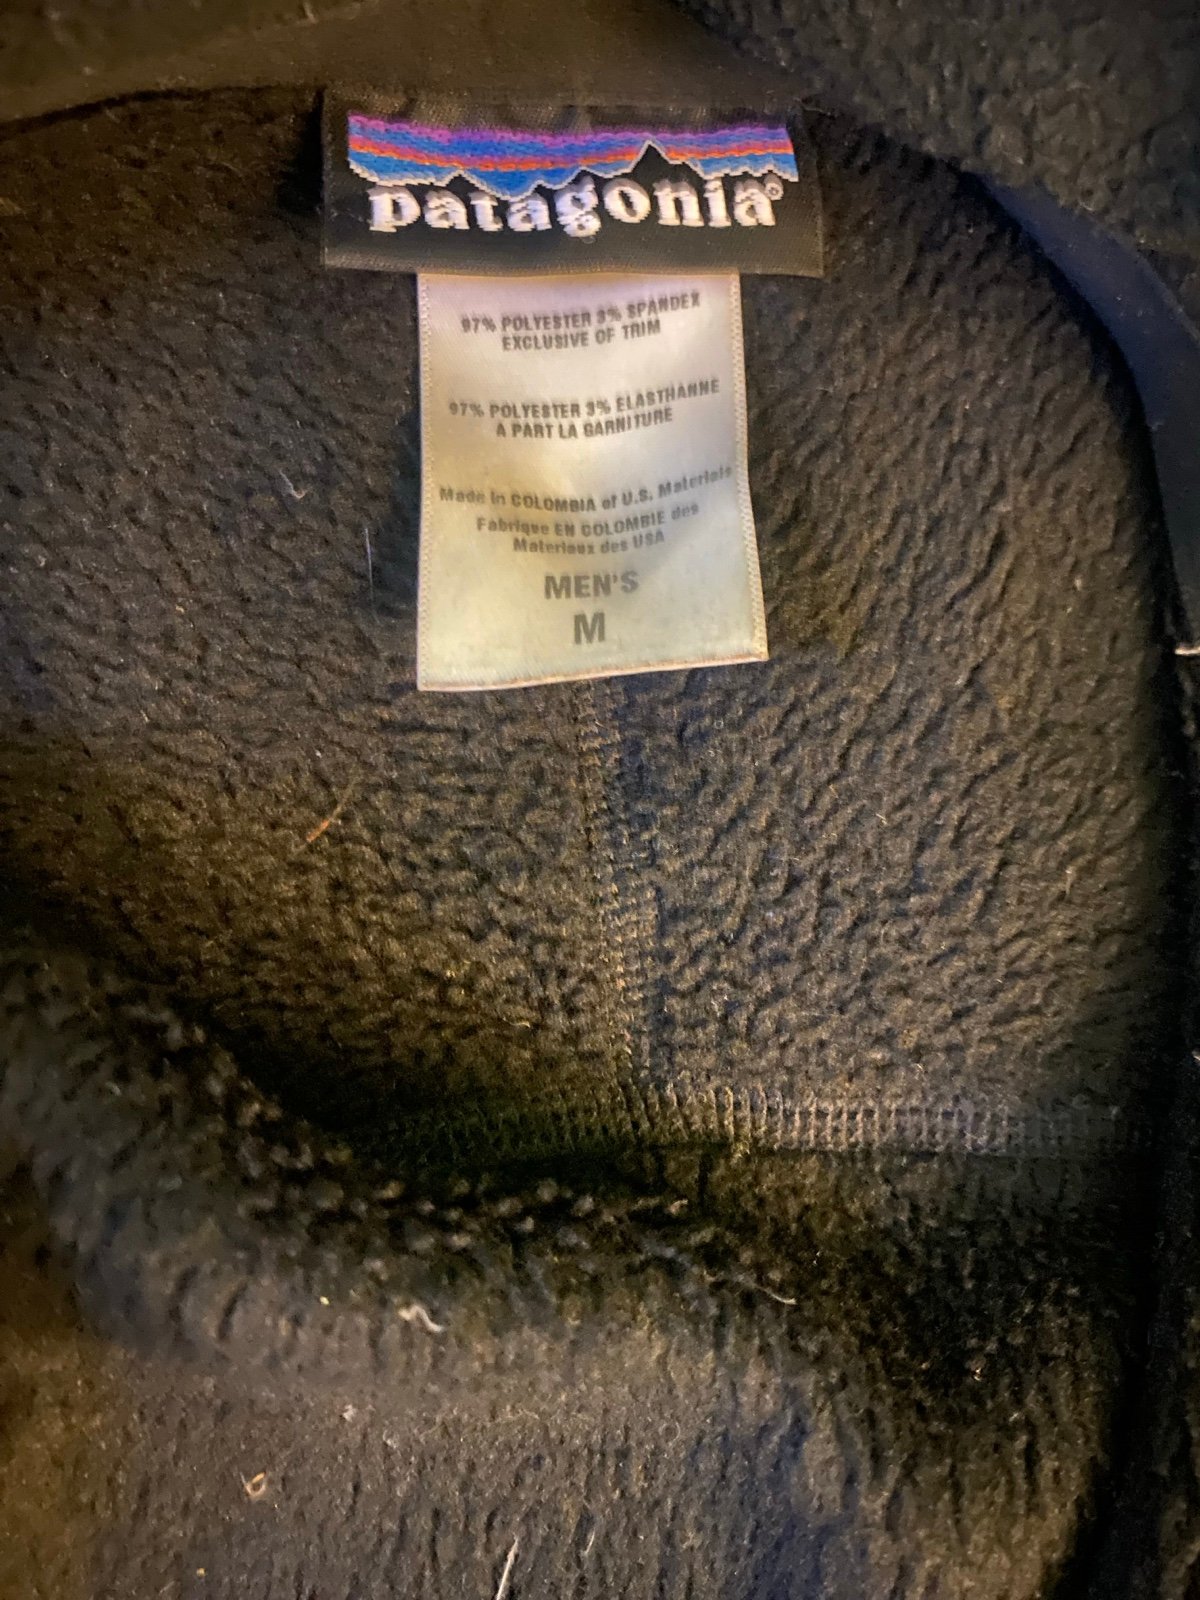 patagonia®
97% POLYESTER 3% SPANDEX
EXCLUSIVE OF TRIM
97% POLYESTER 3% ELASTHANNE
A PART LA GARNITURE
Made in COLOMBIA of U.S. Materials
Fabrique EN COLOMBIE des
Materiaux des USA
MEN'S
M